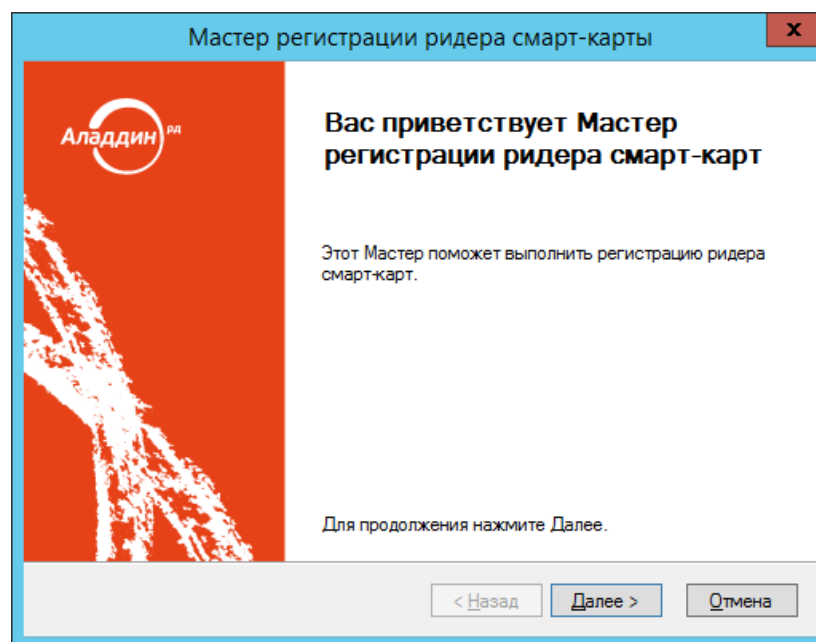 Мастер регистрации ридера смарт-карты
x
Аладдин РД
Вас приветствует Мастер
регистрации ридера смарт-карт
Этот Мастер поможет выполнить регистрацию ридера
смарт-карт.
Для продолжения нажмите Далее.
< Назад
Далее >
Отмена